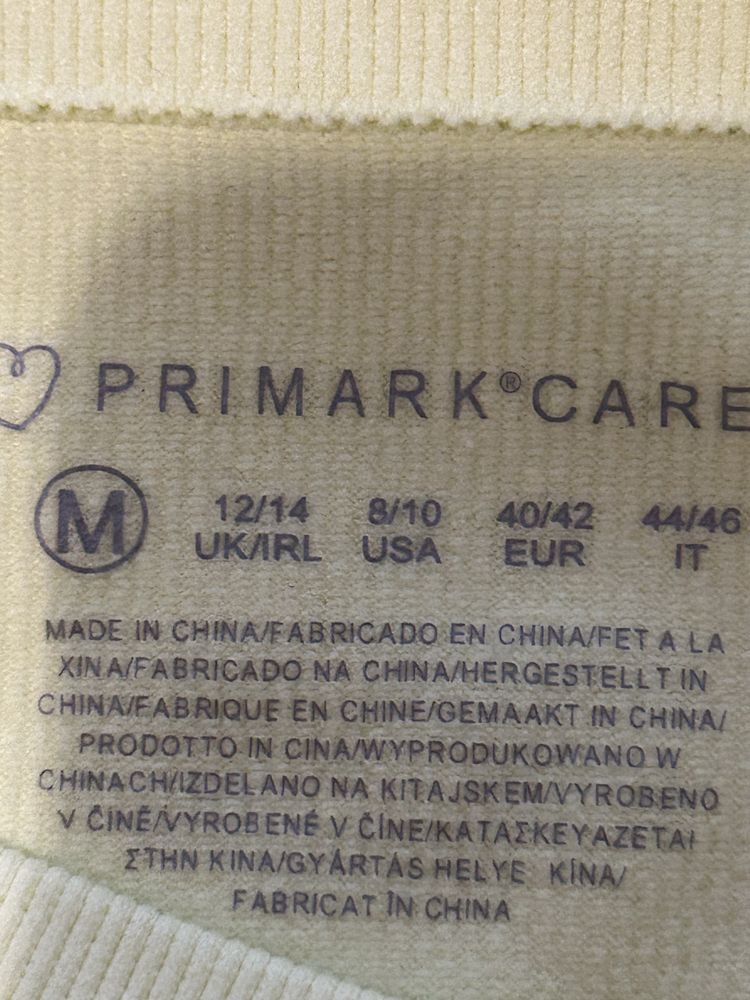 PRIMARK®CARE
M 12/14 8/10 40/42 44/46
UK/IRL USA EUR IT
MADE IN CHINA/FABRICADO EN CHINA/FET A LA
XINA/FABRICADO NA CHINA/HERGESTELLT IN
CHINA/FABRIQUE EN CHINE/GEMAAKT IN CHINA/
PRODOTTO IN CINA/WYPRODUKOWANO W
CHINACH/IZDELANO NA KITAJSKEM/VYROBENO
V ČÍNĚ/VYROBENÉ V ČÍNE/ΚΑΤΑΣΚΕΥΑΖΕΤΑΙ
ΣΤΗΝ ΚΙΝΑ/GYÁRTÁS HELYE KÍNA/
FABRICAT ÎN CHINA